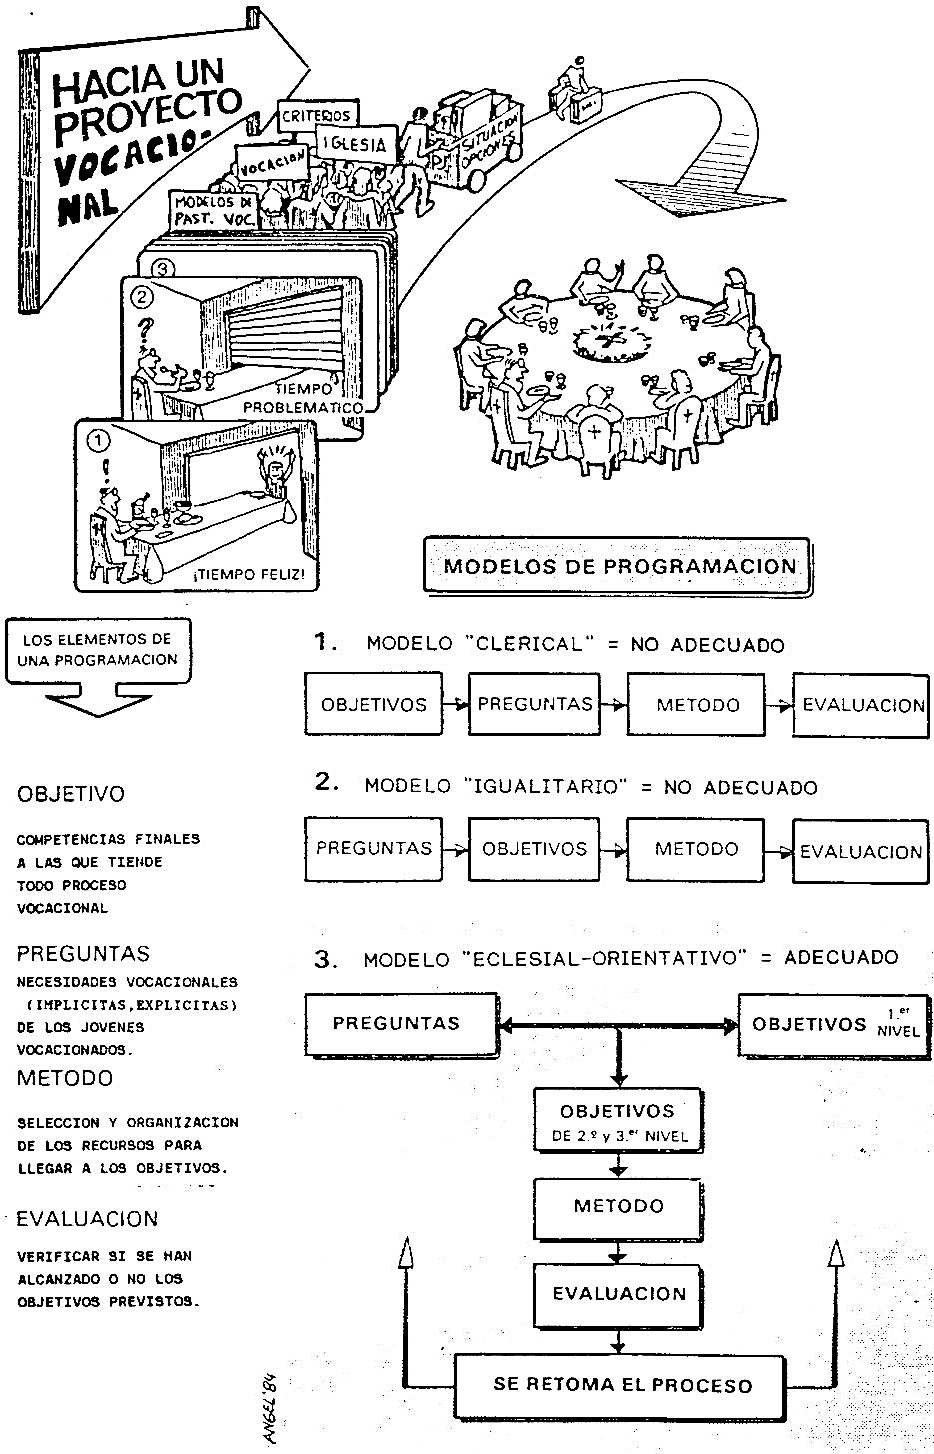 HACIA UN
PROYECTO
VOCACIO-
NAL
CRITERIOS
IGLESIA
VOCACION
MODELOS DE
PAST. VOC.
SITUACION
OPCIONES
3
2
?
TIEMPO
PROBLEMATICO
1
!
¡TIEMPO FELIZ!
MODELOS DE PROGRAMACION
LOS ELEMENTOS DE
UNA PROGRAMACION
OBJETIVO
COMPETENCIAS FINALES
A LAS QUE TIENDE
TODO PROCESO
VOCACIONAL
PREGUNTAS
NECESIDADES VOCACIONALES
(IMPLICITAS,EXPLICITAS)
DE LOS JOVENES
VOCACIONADOS.
METODO
SELECCION Y ORGANIZACION
DE LOS RECURSOS PARA
LLEGAR A LOS OBJETIVOS.
EVALUACION
VERIFICAR SI SE HAN
ALCANZADO O NO LOS
OBJETIVOS PREVISTOS.
1. MODELO "CLERICAL" = NO ADECUADO
OBJETIVOS PREGUNTAS METODO EVALUACION
2. MODELO "IGUALITARIO" = NO ADECUADO
PREGUNTAS OBJETIVOS METODO EVALUACION
3. MODELO "ECLESIAL-ORIENTATIVO" = ADECUADO
PREGUNTAS OBJETIVOS 1.er NIVEL
OBJETIVOS
DE 2.º y 3.er NIVEL
METODO
EVALUACION
SE RETOMA EL PROCESO
ANGEL '84